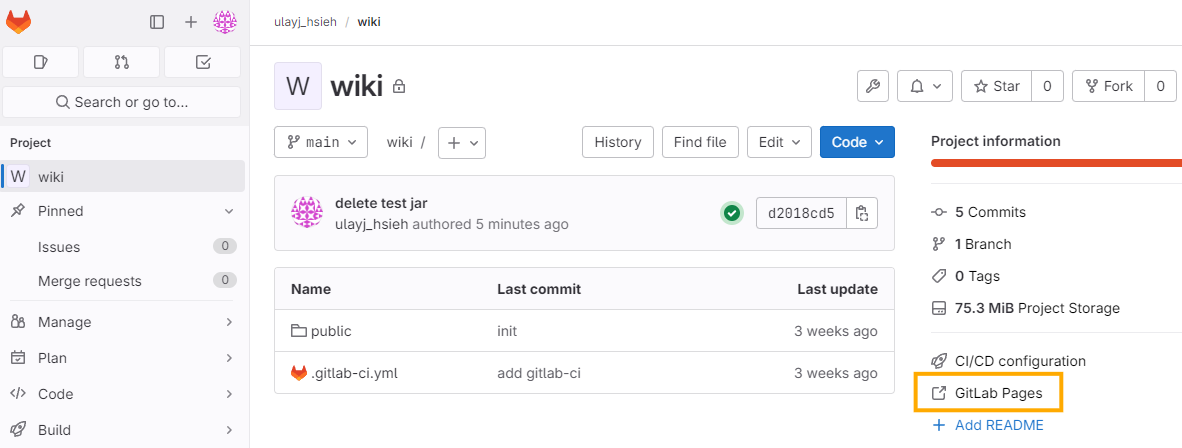 ulayj_hsieh / wiki
Search or go to...
Project
W wiki
Pinned
Issues 0
Merge requests 0
Manage
Plan
Code
Build
W wiki
Star 0 Fork 0
main wiki / + History Find file Edit Code
delete test jar
ulayj_hsieh authored 5 minutes ago
d2018cd5
Name Last commit Last update
public init 3 weeks ago
.gitlab-ci.yml add gitlab-ci 3 weeks ago
Project information
5 Commits
1 Branch
0 Tags
75.3 MiB Project Storage
CI/CD configuration
GitLab Pages
+ Add README